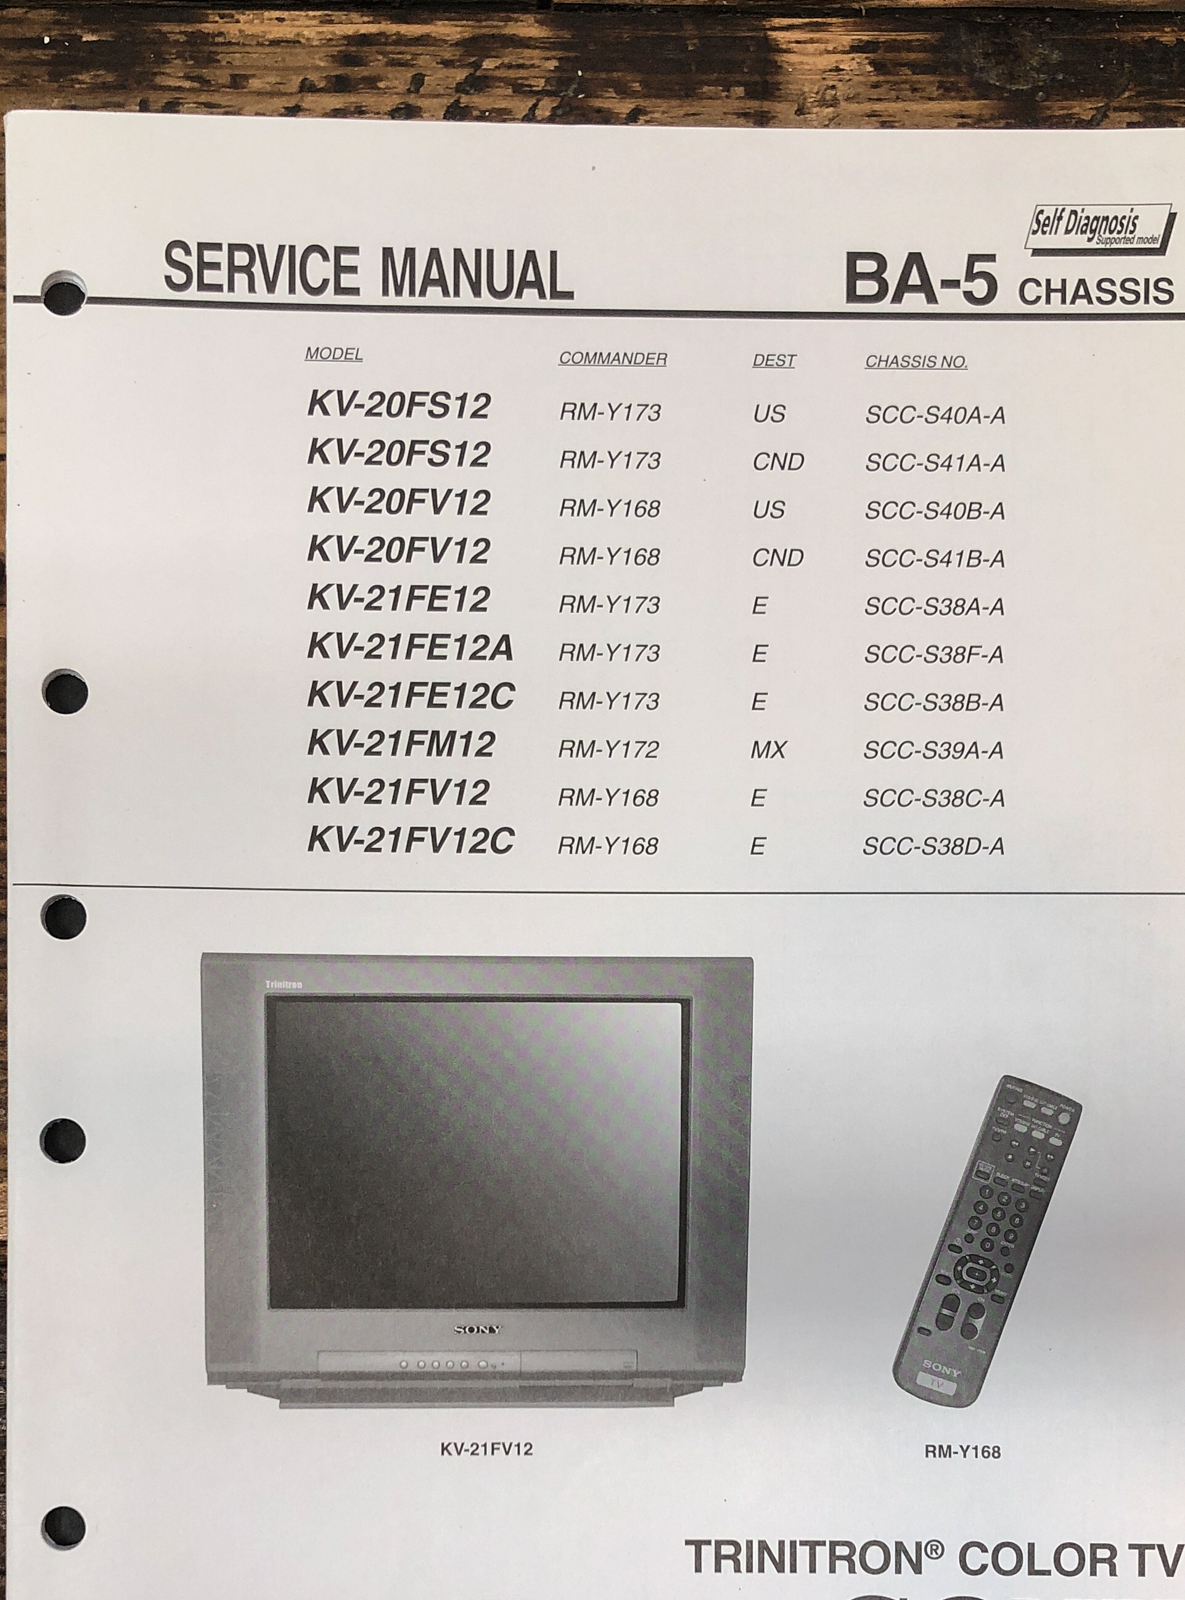 Self Diagnosis
Supported model
SERVICE MANUAL BA-5 CHASSIS
MODEL COMMANDER DEST CHASSIS NO.
KV-20FS12 RM-Y173 US SCC-S40A-A
KV-20FS12 RM-Y173 CND SCC-S41A-A
KV-20FV12 RM-Y168 US SCC-S40B-A
KV-20FV12 RM-Y168 CND SCC-S41B-A
KV-21FE12 RM-Y173 E SCC-S38A-A
KV-21FE12A RM-Y173 E SCC-S38F-A
KV-21FE12C RM-Y173 E SCC-S38B-A
KV-21FM12 RM-Y172 MX SCC-S39A-A
KV-21FV12 RM-Y168 E SCC-S38C-A
KV-21FV12C RM-Y168 E SCC-S38D-A
Trinitron
SONY
SONY
TV
KV-21FV12 RM-Y168
TRINITRON® COLOR TV